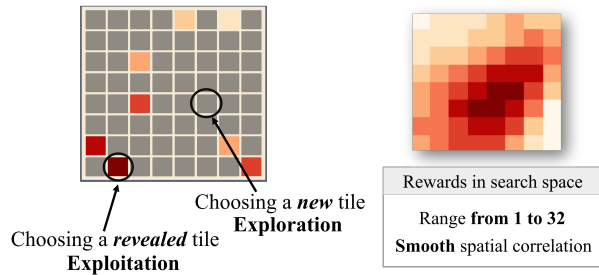 Choosing a new tile
Exploration
Choosing a revealed tile
Exploitation
Rewards in search space
Range from 1 to 32
Smooth spatial correlation